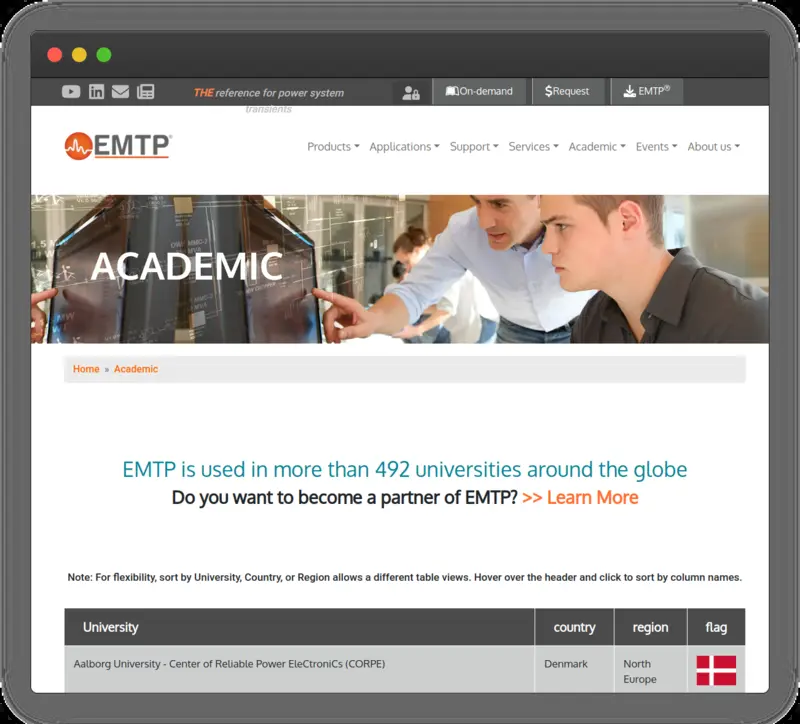 THE reference for power system
transients
On-demand
$Request
EMTP®
EMTP®
Products
Applications
Support
Services
Academic
Events
About us
ACADEMIC
Home » Academic
EMTP is used in more than 492 universities around the globe
Do you want to become a partner of EMTP? >> Learn More
Note: For flexibility, sort by University, Country, or Region allows a different table views. Hover over the header and click to sort by column names.
University country region flag
Aalborg University - Center of Reliable Power EleCtroniCs (CORPE) Denmark North
Europe